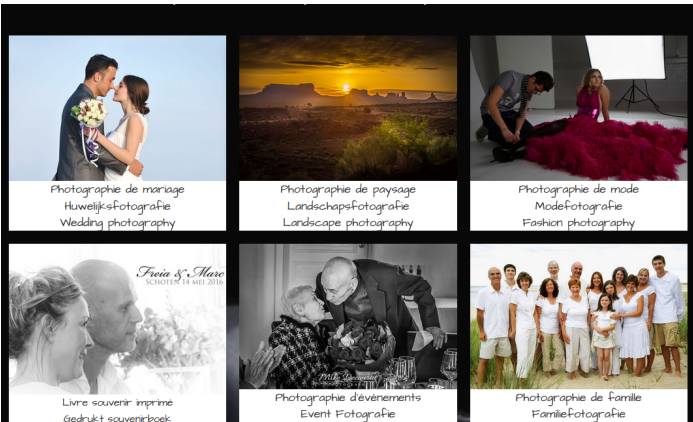 Photographie de mariage
Huwelijksfotografie
Wedding photography
Photographie de paysage
Landschapsfotografie
Landscape photography
Photographie de mode
Modefotografie
Fashion photography
Freia & Marc
SCHOTEN 14 MEI 2016
Livre souvenir imprimé
Gedrukt souvenirboek
Photographie d'évènements
Event Fotografie
Photographie de famille
Familiefotografie